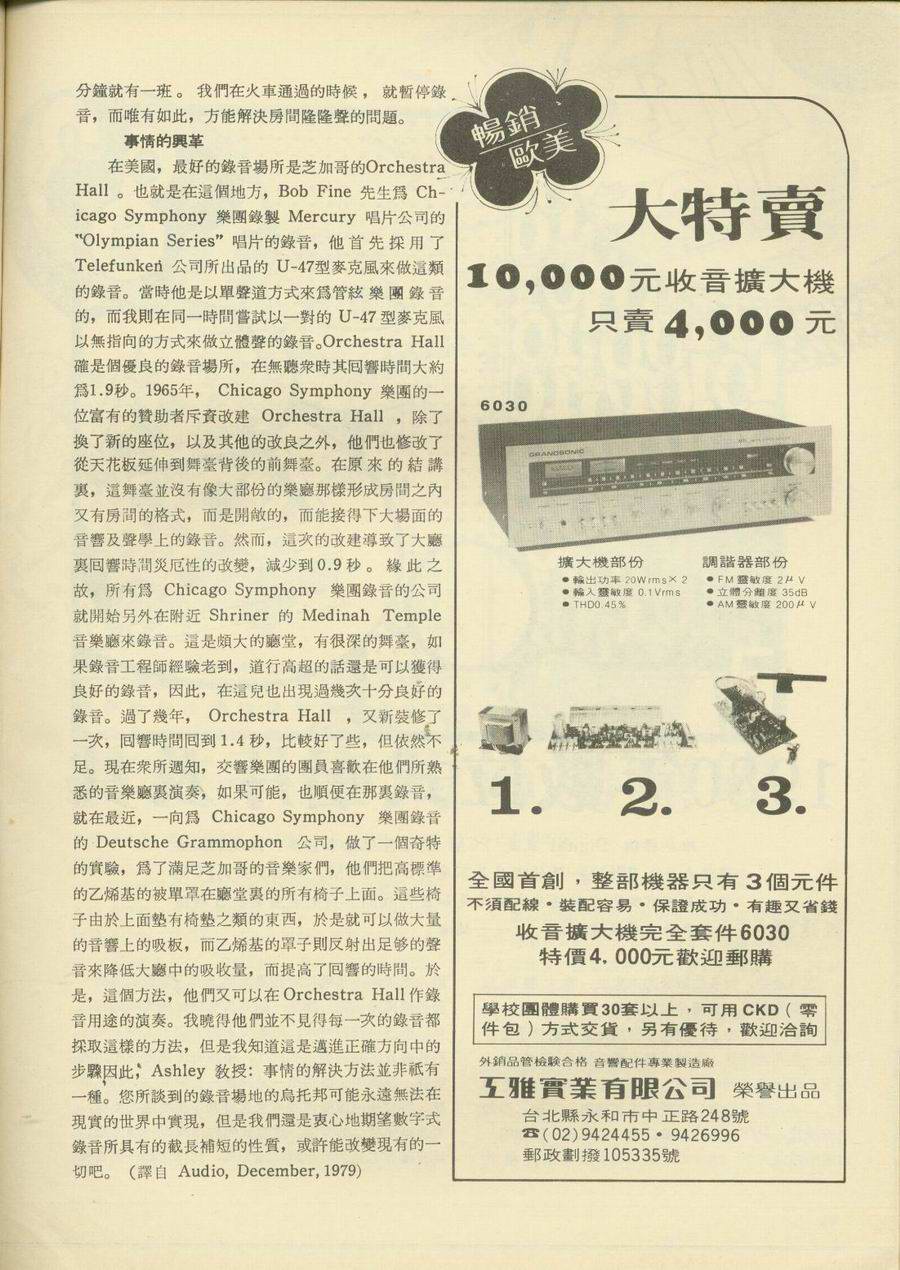 分鐘就有一班。 我們在火車通過的時候， 就暫停錄
音，而唯有如此，方能解決房間隆隆聲的問題。
事情的興革
在美國，最好的錄音場所是芝加哥的Orchestra
Hall 。也就是在這個地方，Bob Fine 先生爲 Ch-
icago Symphony 樂團錄製 Mercury 唱片公司的
“Olympian Series” 唱片的錄音，他首先採用了
Telefunken 公司所出品的 U-47型麥克風來做這類
的錄音。當時他是以單聲道方式來爲管絃樂團錄音
的，而我則在同一時間嘗試以一對的 U-47 型麥克風
以無指向的方式來做立體聲的錄音。Orchestra Hall
確是個優良的錄音場所，在無聽衆時其回響時間大約
爲1.9秒。1965年， Chicago Symphony 樂團的一
位富有的贊助者斥資改建 Orchestra Hall ，除了
換了新的座位，以及其他的改良之外，他們也修改了
從天花板延伸到舞臺背後的前舞臺。在原來的結講
裏，這舞臺並沒有像大部份的樂廳那樣形成房間之內
又有房間的格式，而是開敞的，而能接得下大場面的
音響及聲學上的錄音。然而，這次的改建導致了大廳
裏回響時間災厄性的改變，減少到0.9秒。緣此之
故，所有爲 Chicago Symphony 樂團錄音的公司
就開始另外在附近 Shriner 的 Medinah Temple
音樂廳來錄音。這是頗大的廳堂，有很深的舞臺，如
果錄音工程師經驗老到，道行高超的話還是可以獲得
良好的錄音，因此，在這兒也出現過幾次十分良好的
錄音。過了幾年， Orchestra Hall ，又新裝修了
一次，回響時間回到1.4秒，比較好了些，但依然不
足。現在衆所週知，交響樂團的團員喜歡在他們所熟
悉的音樂廳裏演奏，如果可能，也順便在那裏錄音，
就在最近，一向爲 Chicago Symphony 樂團錄音
的 Deutsche Grammophon 公司，做了一個奇特
的實驗，爲了滿足芝加哥的音樂家們，他們把高標準
的乙烯基的被單罩在廳堂裏的所有椅子上面。這些椅
子由於上面墊有椅墊之類的東西，於是就可以做大量
的音響上的吸板，而乙烯基的罩子則反射出足够的聲
音來降低大廳中的吸收量，而提高了回響的時間。於
是，這個方法，他們又可以在Orchestra Hall作錄
音用途的演奏。我曉得他們並不見得每一次的錄音都
採取這樣的方法，但是我知道這是邁進正確方向中的
步驟因此，Ashley 敎授：事情的解決方法並非衹有
一種。您所談到的錄音場地的烏托邦可能永遠無法在
現實的世界中實現，但是我們還是衷心地期望數字式
錄音所具有的截長補短的性質，或許能改變現有的一
切吧。（譯自 Audio, December, 1979）
暢銷
歐美
大特賣
10,000元收音擴大機
只賣 4,000 元
6030
GRANDSONIC
擴大機部份
●輸出功率 20Wrms×2
●輸入靈敏度 0.1Vrms
●THD0.45%
調諧器部份
●FM靈敏度 2μV
●立體分離度 35dB
●AM靈敏度 200μV
1. 2. 3.
全國首創，整部機器只有3個元件
不須配線・裝配容易・保證成功・有趣又省錢
收音擴大機完全套件6030
特價4,000元歡迎郵購
學校團體購買30套以上，可用CKD（零
件包）方式交貨，另有優待，歡迎洽詢
外銷品管檢驗合格 音響配件專業製造廠
工雅實業有限公司 榮譽出品
台北縣永和市中正路248號
☎(02)9424455・9426996
郵政劃撥105335號